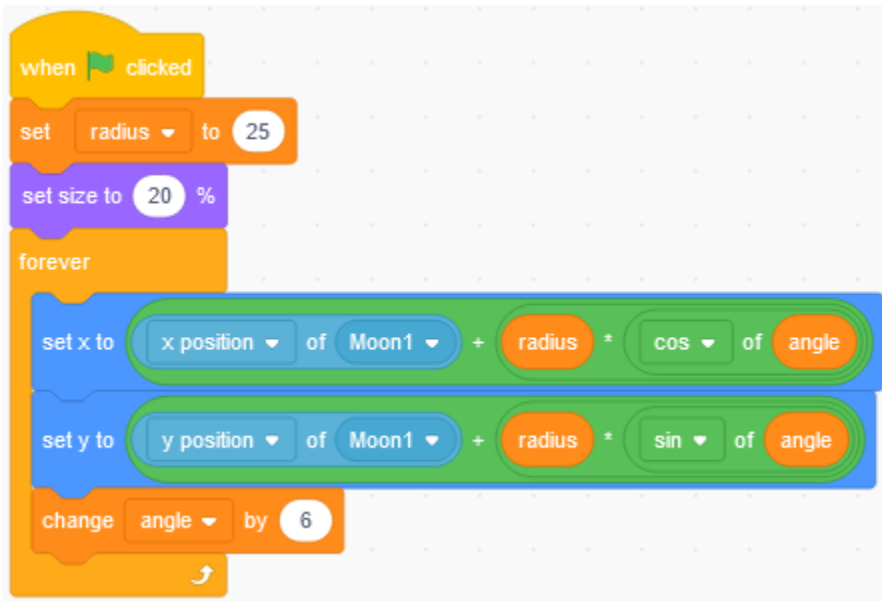 when clicked
set radius to 25
set size to 20 %
forever
set x to x position of Moon1 + radius * cos of angle
set y to y position of Moon1 + radius * sin of angle
change angle by 6